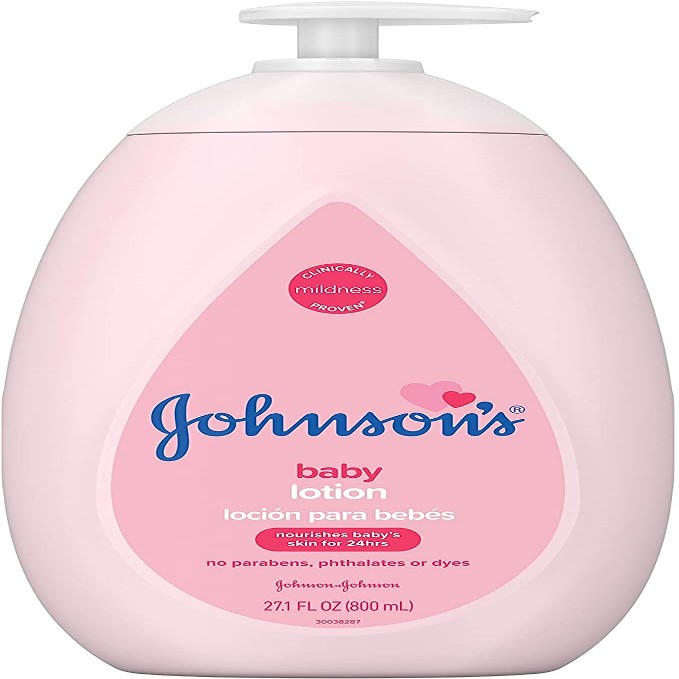 CLINICALLY
mildness
PROVEN*
Johnson's®
baby
lotion
loción para bebés
nourishes baby's
skin for 24hrs
no parabens, phthalates or dyes
Johnson & Johnson
27.1 FL OZ (800 mL)
30038287